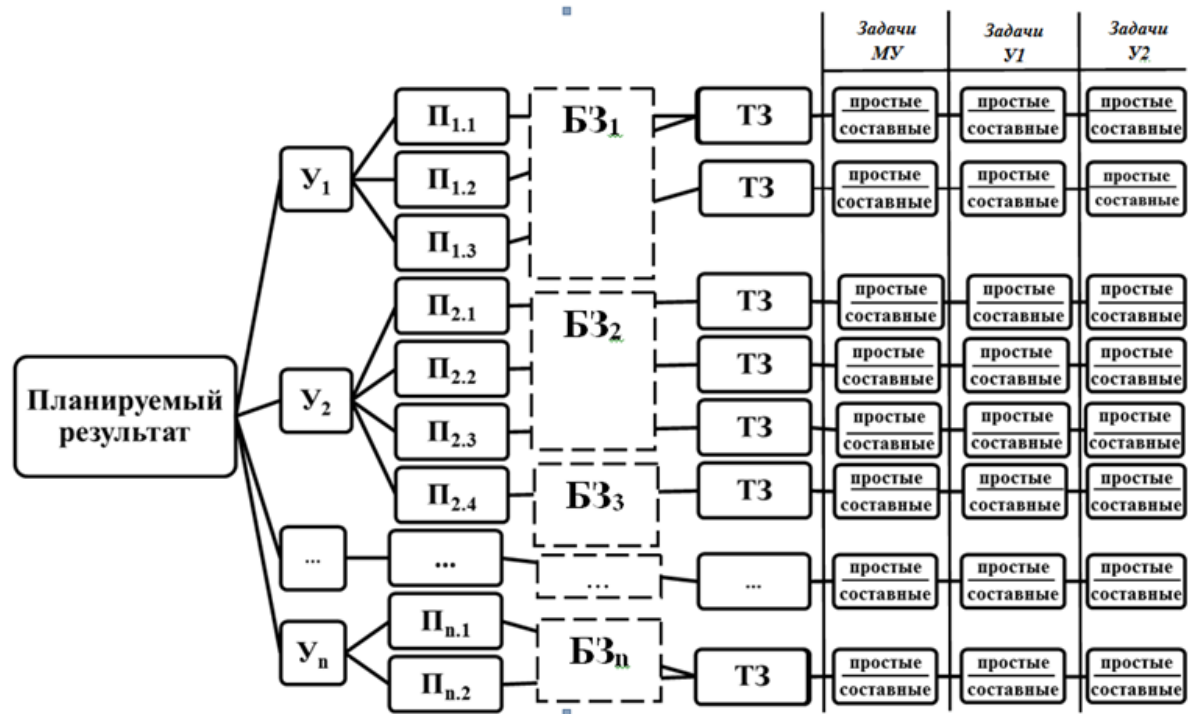 Задачи
МУ
Задачи
У1
Задачи
У2
Планируемый
результат
У₁
П₁.₁
П₁.₂
П₁.₃
БЗ₁
ТЗ
простые
составные
простые
составные
простые
составные
ТЗ
простые
составные
простые
составные
простые
составные
У₂
П₂.₁
П₂.₂
П₂.₃
БЗ₂
ТЗ
простые
составные
простые
составные
простые
составные
ТЗ
простые
составные
простые
составные
простые
составные
ТЗ
простые
составные
простые
составные
простые
составные
П₂.₄
БЗ₃
ТЗ
простые
составные
простые
составные
простые
составные
...
...
...
...
простые
составные
простые
составные
простые
составные
Уₙ
Пₙ.₁
Пₙ.₂
БЗₙ
ТЗ
простые
составные
простые
составные
простые
составные